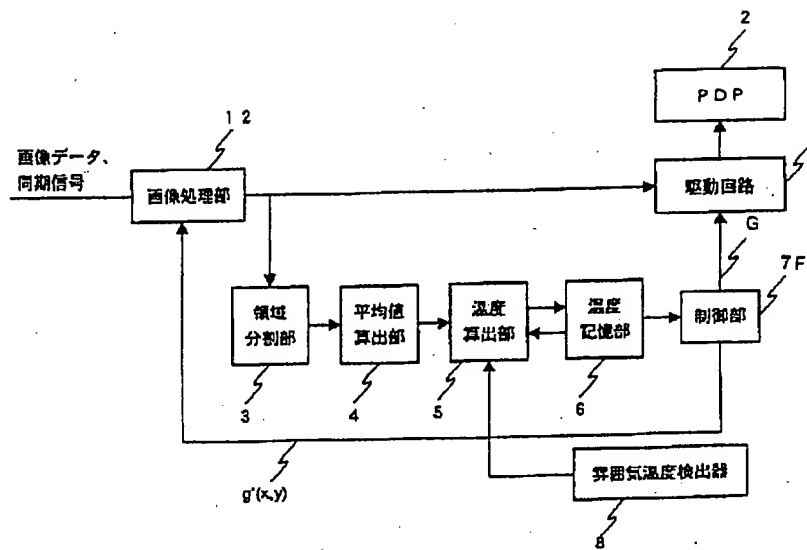 2
PDP
12
画像データ、
同期信号
画像処理部
駆動回路
G
7F
領域
分割部
平均値
算出部
温度
算出部
温度
記憶部
制御部
3
4
5
6
g*(x,y)
雰囲気温度検出器
8